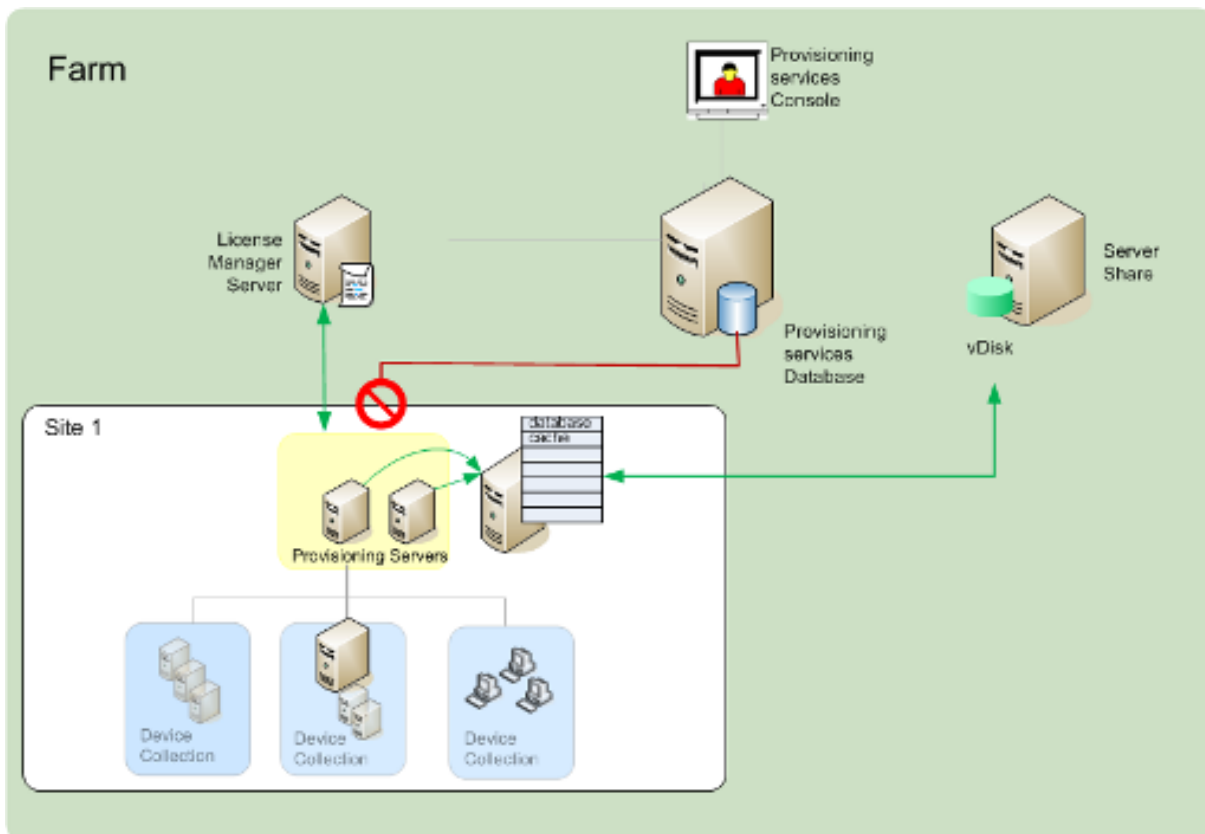 Farm
Provisioning
services
Console
License
Manager
Server
Server
Share
vDisk
Provisioning
services
Database
Site 1
database
cache
Provisioning Servers
Device
Collection
Device
Collection
Device
Collection